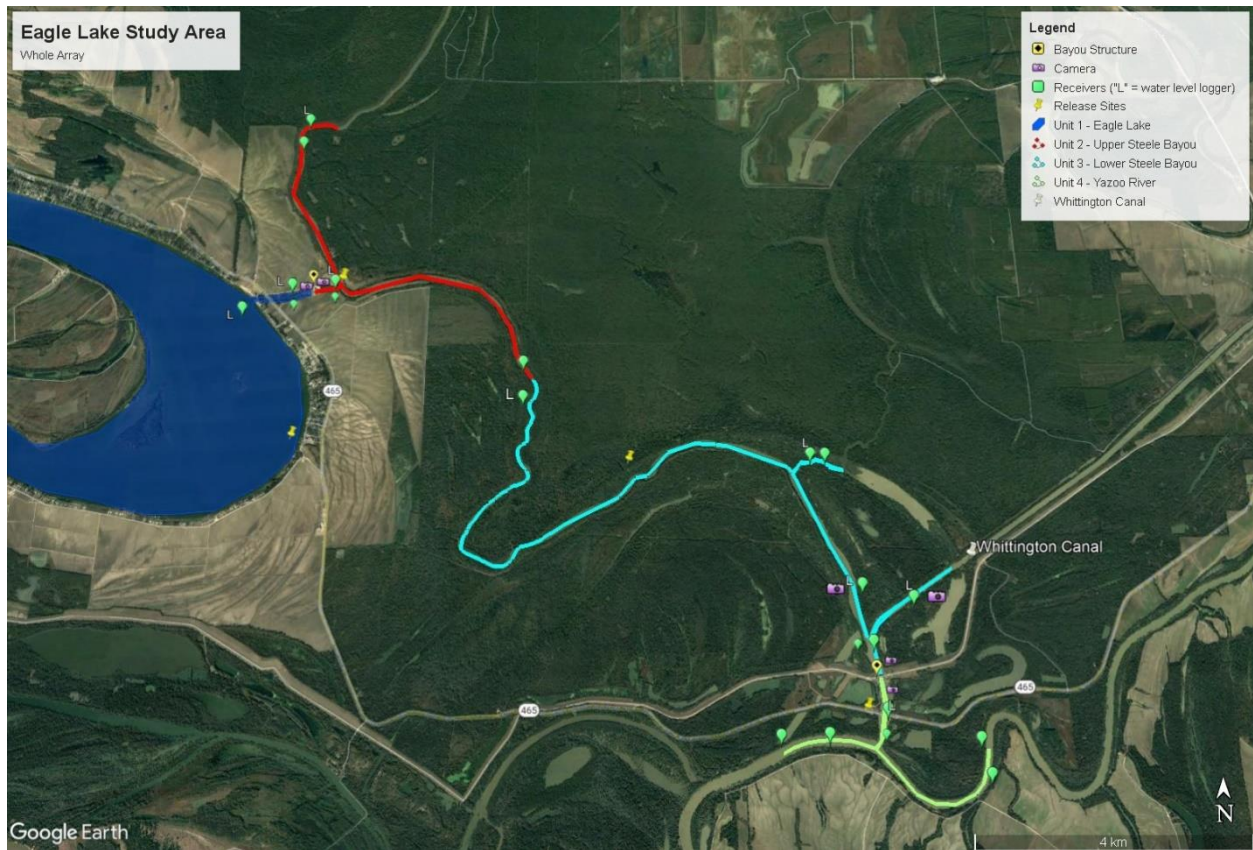 Eagle Lake Study Area
Whole Array
Legend
Bayou Structure
Camera
Receivers ("L" = water level logger)
Release Sites
Unit 1 - Eagle Lake
Unit 2 - Upper Steele Bayou
Unit 3 - Lower Steele Bayou
Unit 4 - Yazoo River
Whittington Canal
L
L
L
L
465
L
L
Whittington Canal
L
L
465
465
Google Earth
N
4 km